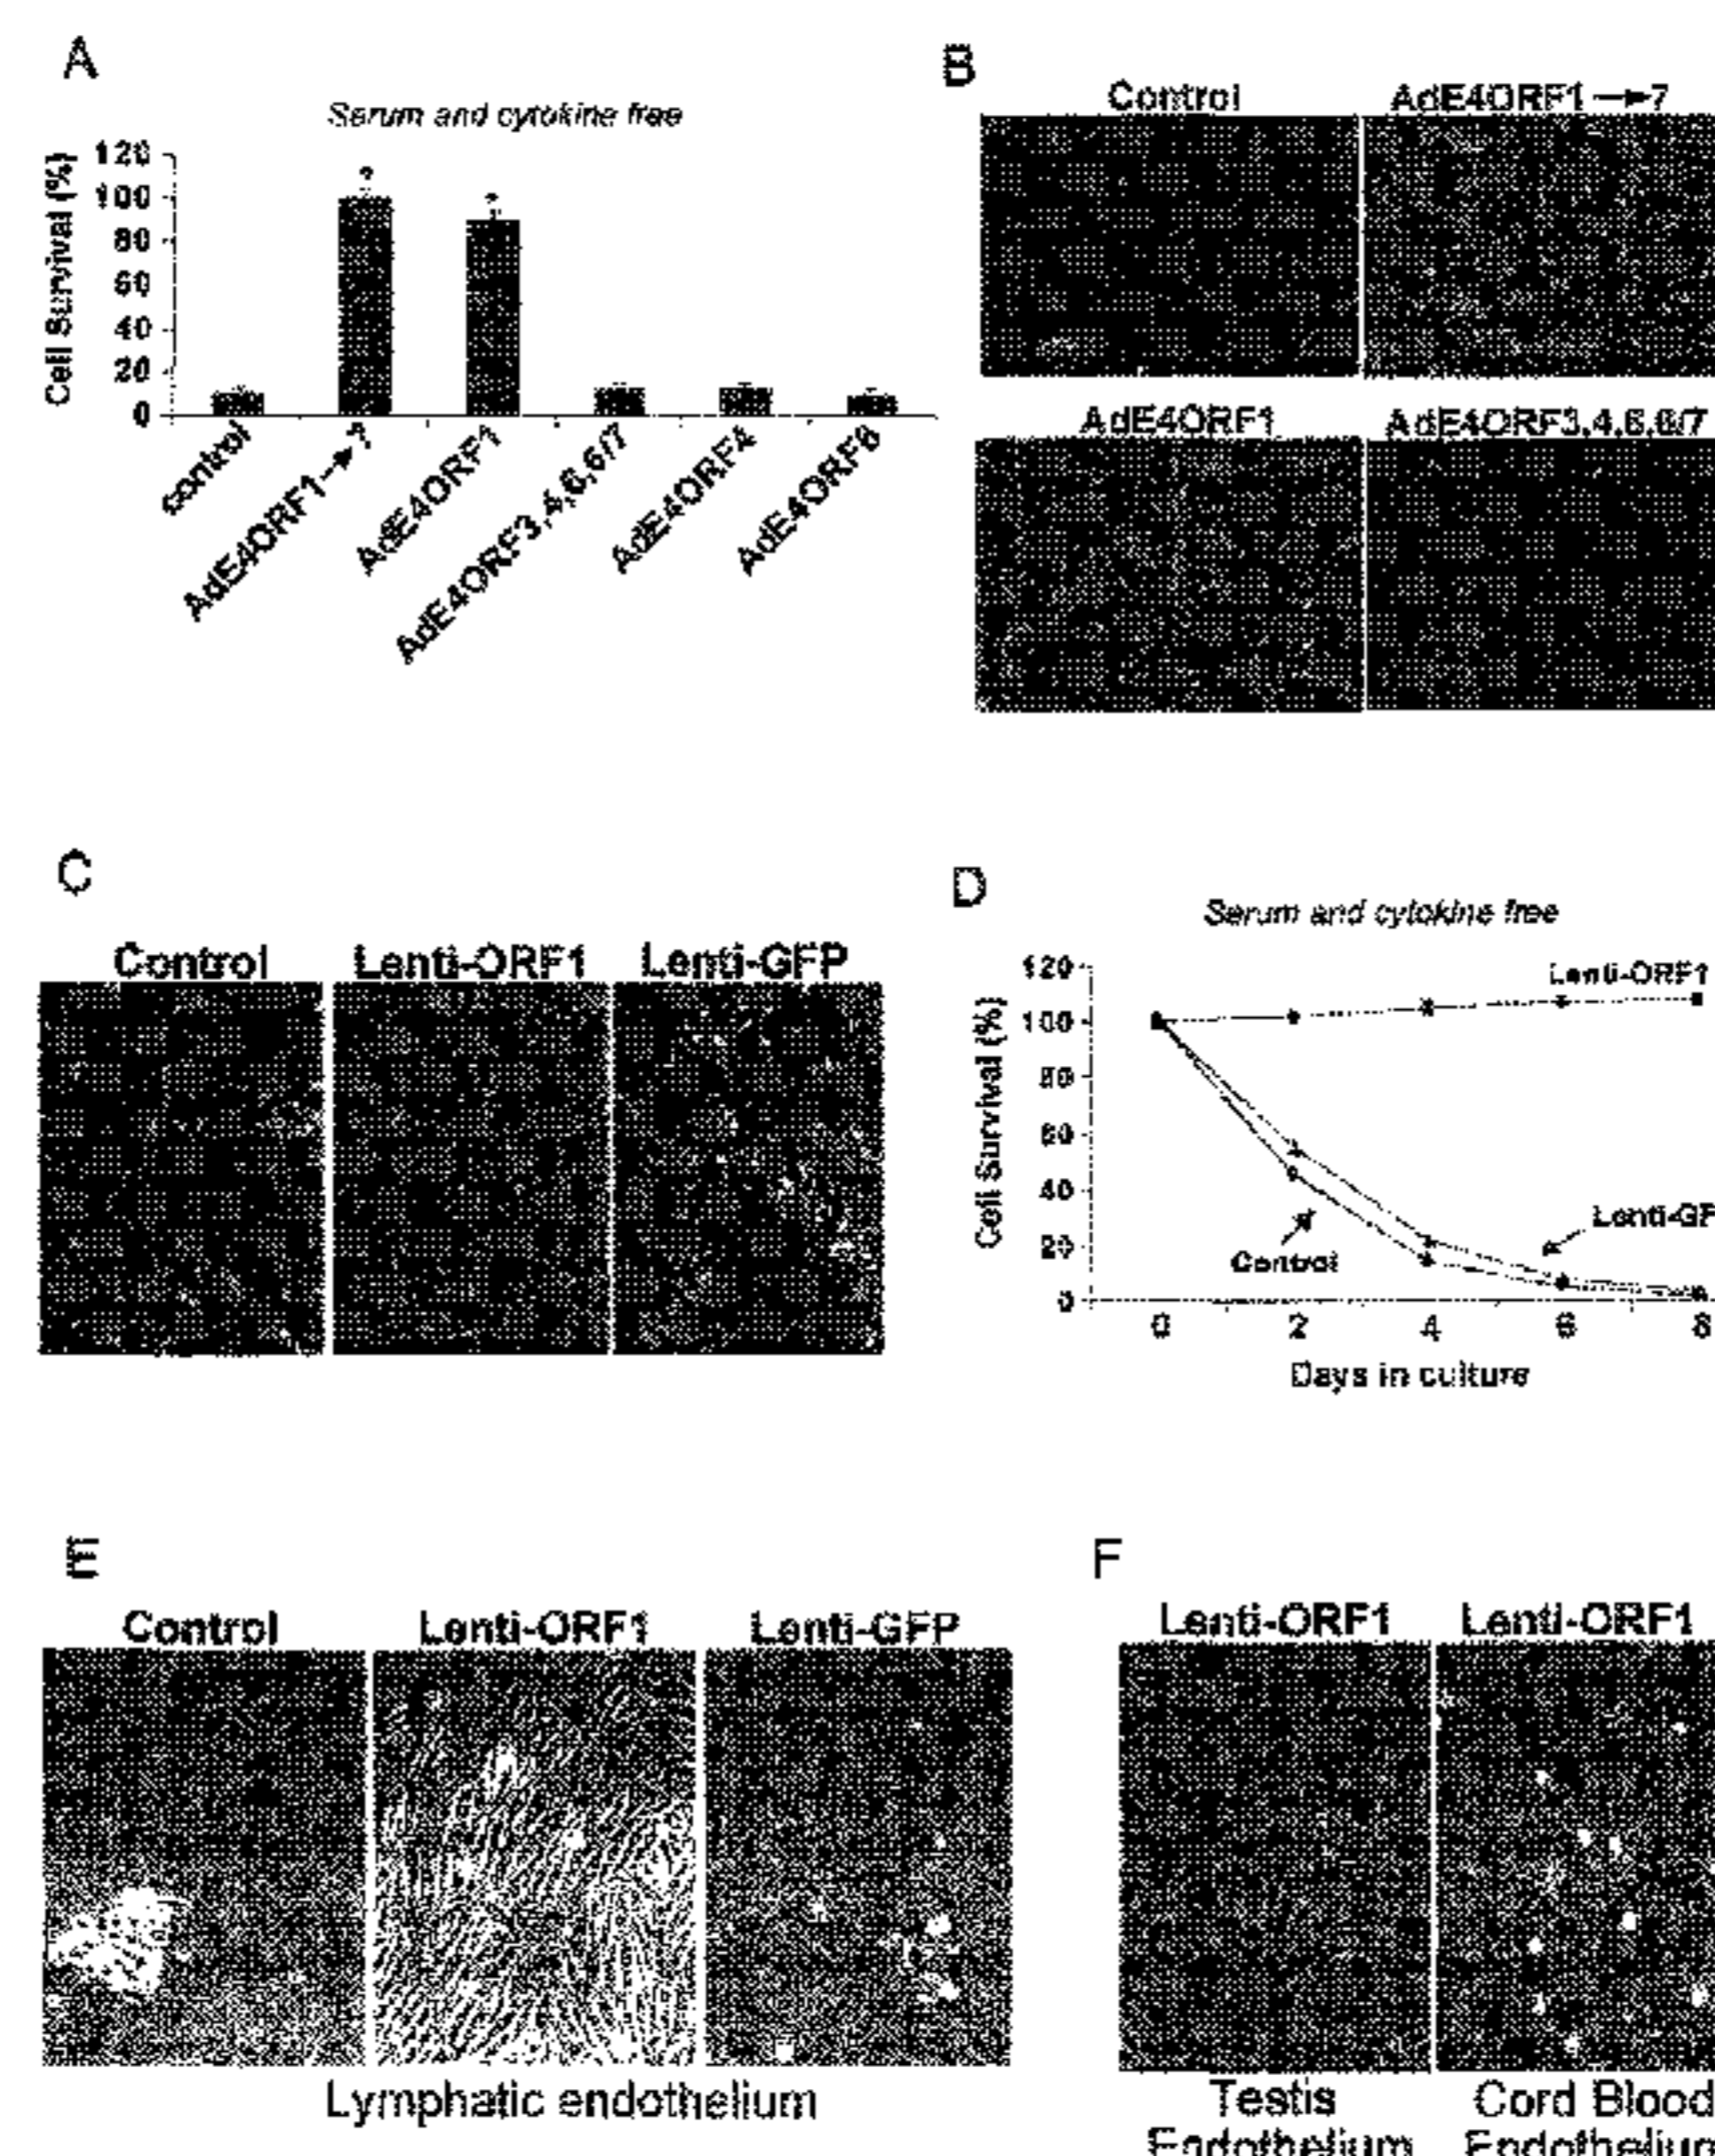 A
Serum and cytokine free
Cell Survival (%)
120
100
80
60
40
20
0
control
AdE4ORF1→7
AdE4ORF1
AdE4ORF3,4,6,6/7
AdE4ORF4
AdE4ORF6
B
Control
AdE4ORF1→7
AdE4ORF1
AdE4ORF3,4,6,6/7
C
Control
Lenti-ORF1
Lenti-GFP
D
Serum and cytokine free
Cell Survival (%)
120
100
80
60
40
20
0
Lenti-ORF1
Lenti-GF
Control
0 2 4 6 8
Days in culture
E
Control
Lenti-ORF1
Lenti-GFP
Lymphatic endothelium
F
Lenti-ORF1
Lenti-ORF1
Testis
Endothelium
Cord Blood
Endothelium